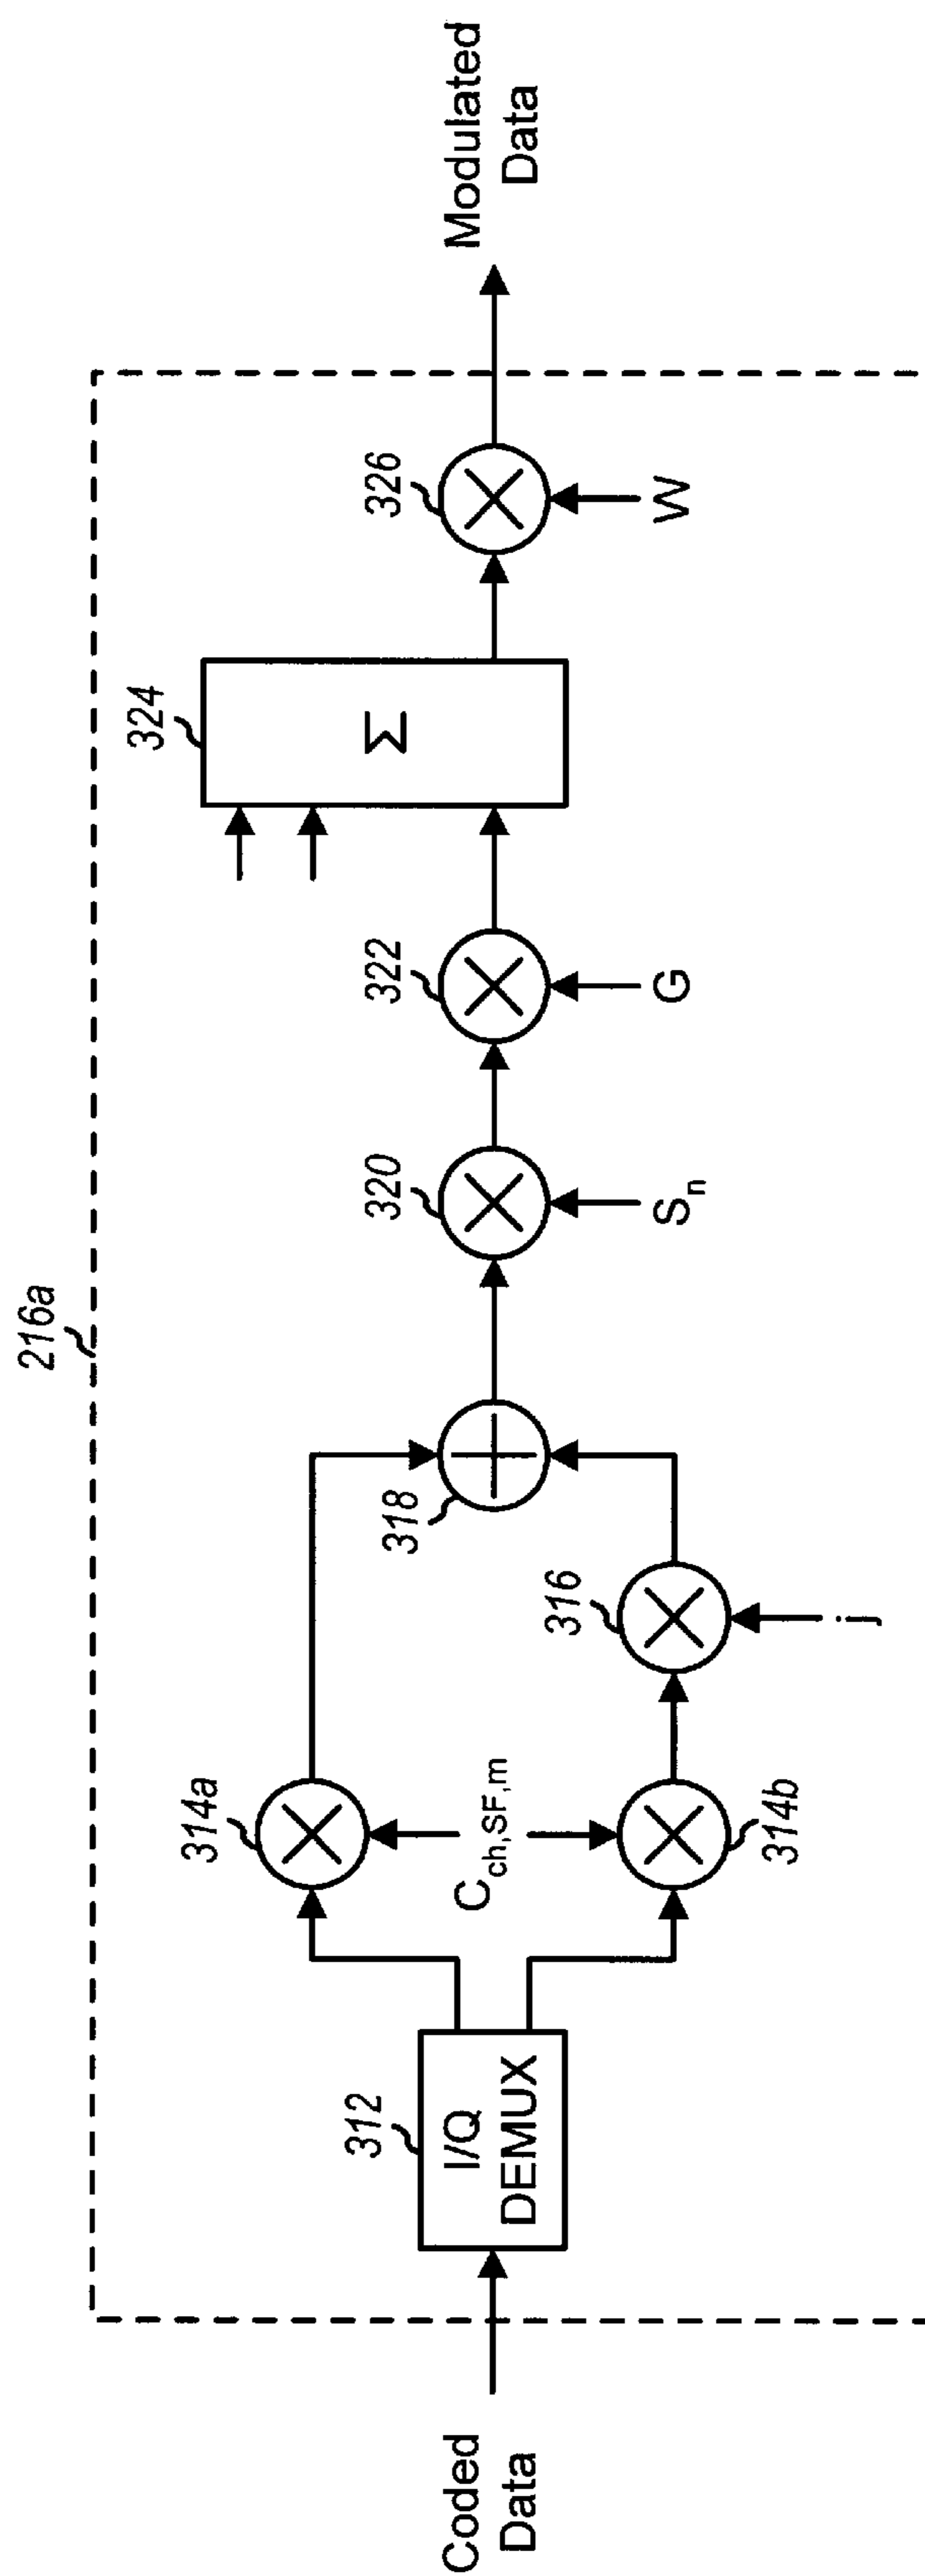 216a
Coded
Data
312
I/Q
DEMUX
314a
C_ch,SF,m
314b
316
j
318
320
S_n
322
G
324
Σ
326
W
Modulated
Data